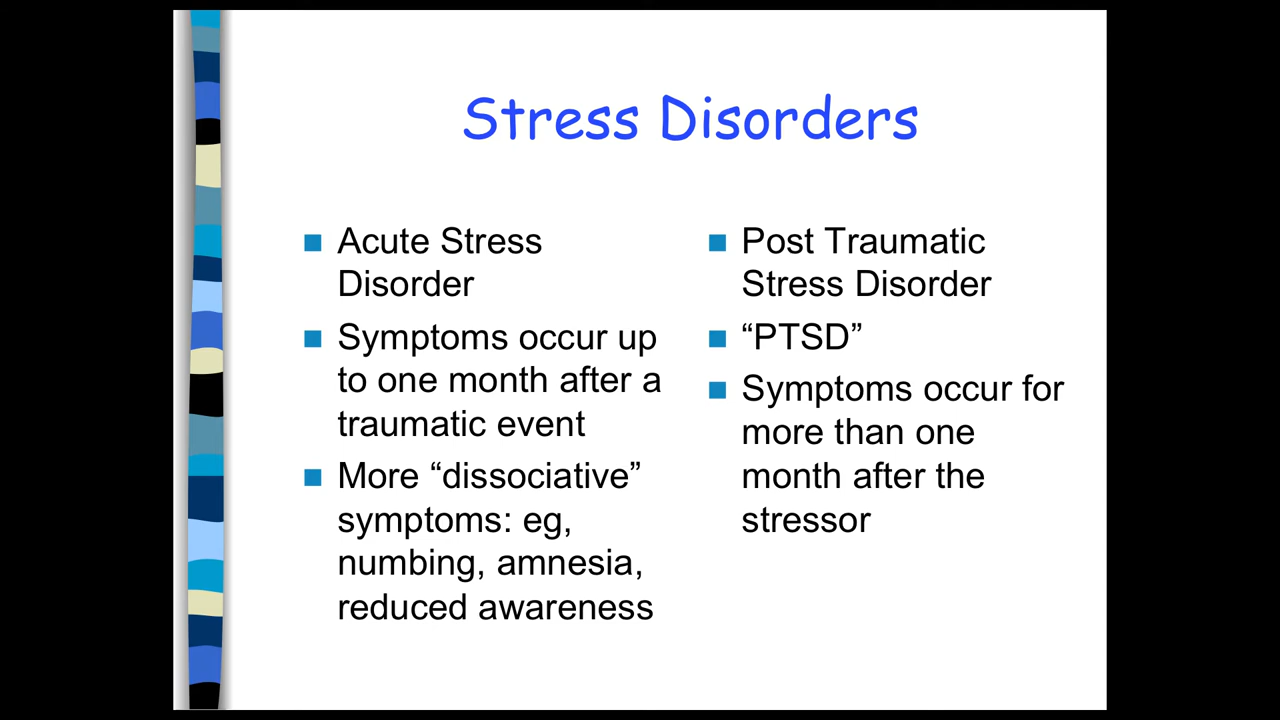 Stress Disorders
Acute Stress
Disorder
Symptoms occur up
to one month after a
traumatic event
More “dissociative”
symptoms: eg,
numbing, amnesia,
reduced awareness
Post Traumatic
Stress Disorder
“PTSD”
Symptoms occur for
more than one
month after the
stressor